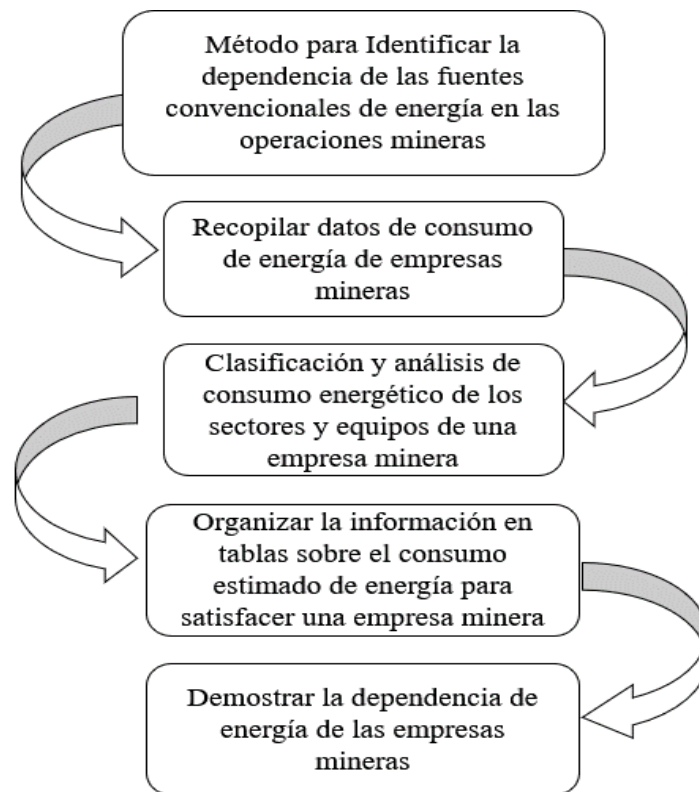 Método para Identificar la
dependencia de las fuentes
convencionales de energía en las
operaciones mineras
Recopilar datos de consumo
de energía de empresas
mineras
Clasificación y análisis de
consumo energético de los
sectores y equipos de una
empresa minera
Organizar la información en
tablas sobre el consumo
estimado de energía para
satisfacer una empresa minera
Demostrar la dependencia de
energía de las empresas
mineras